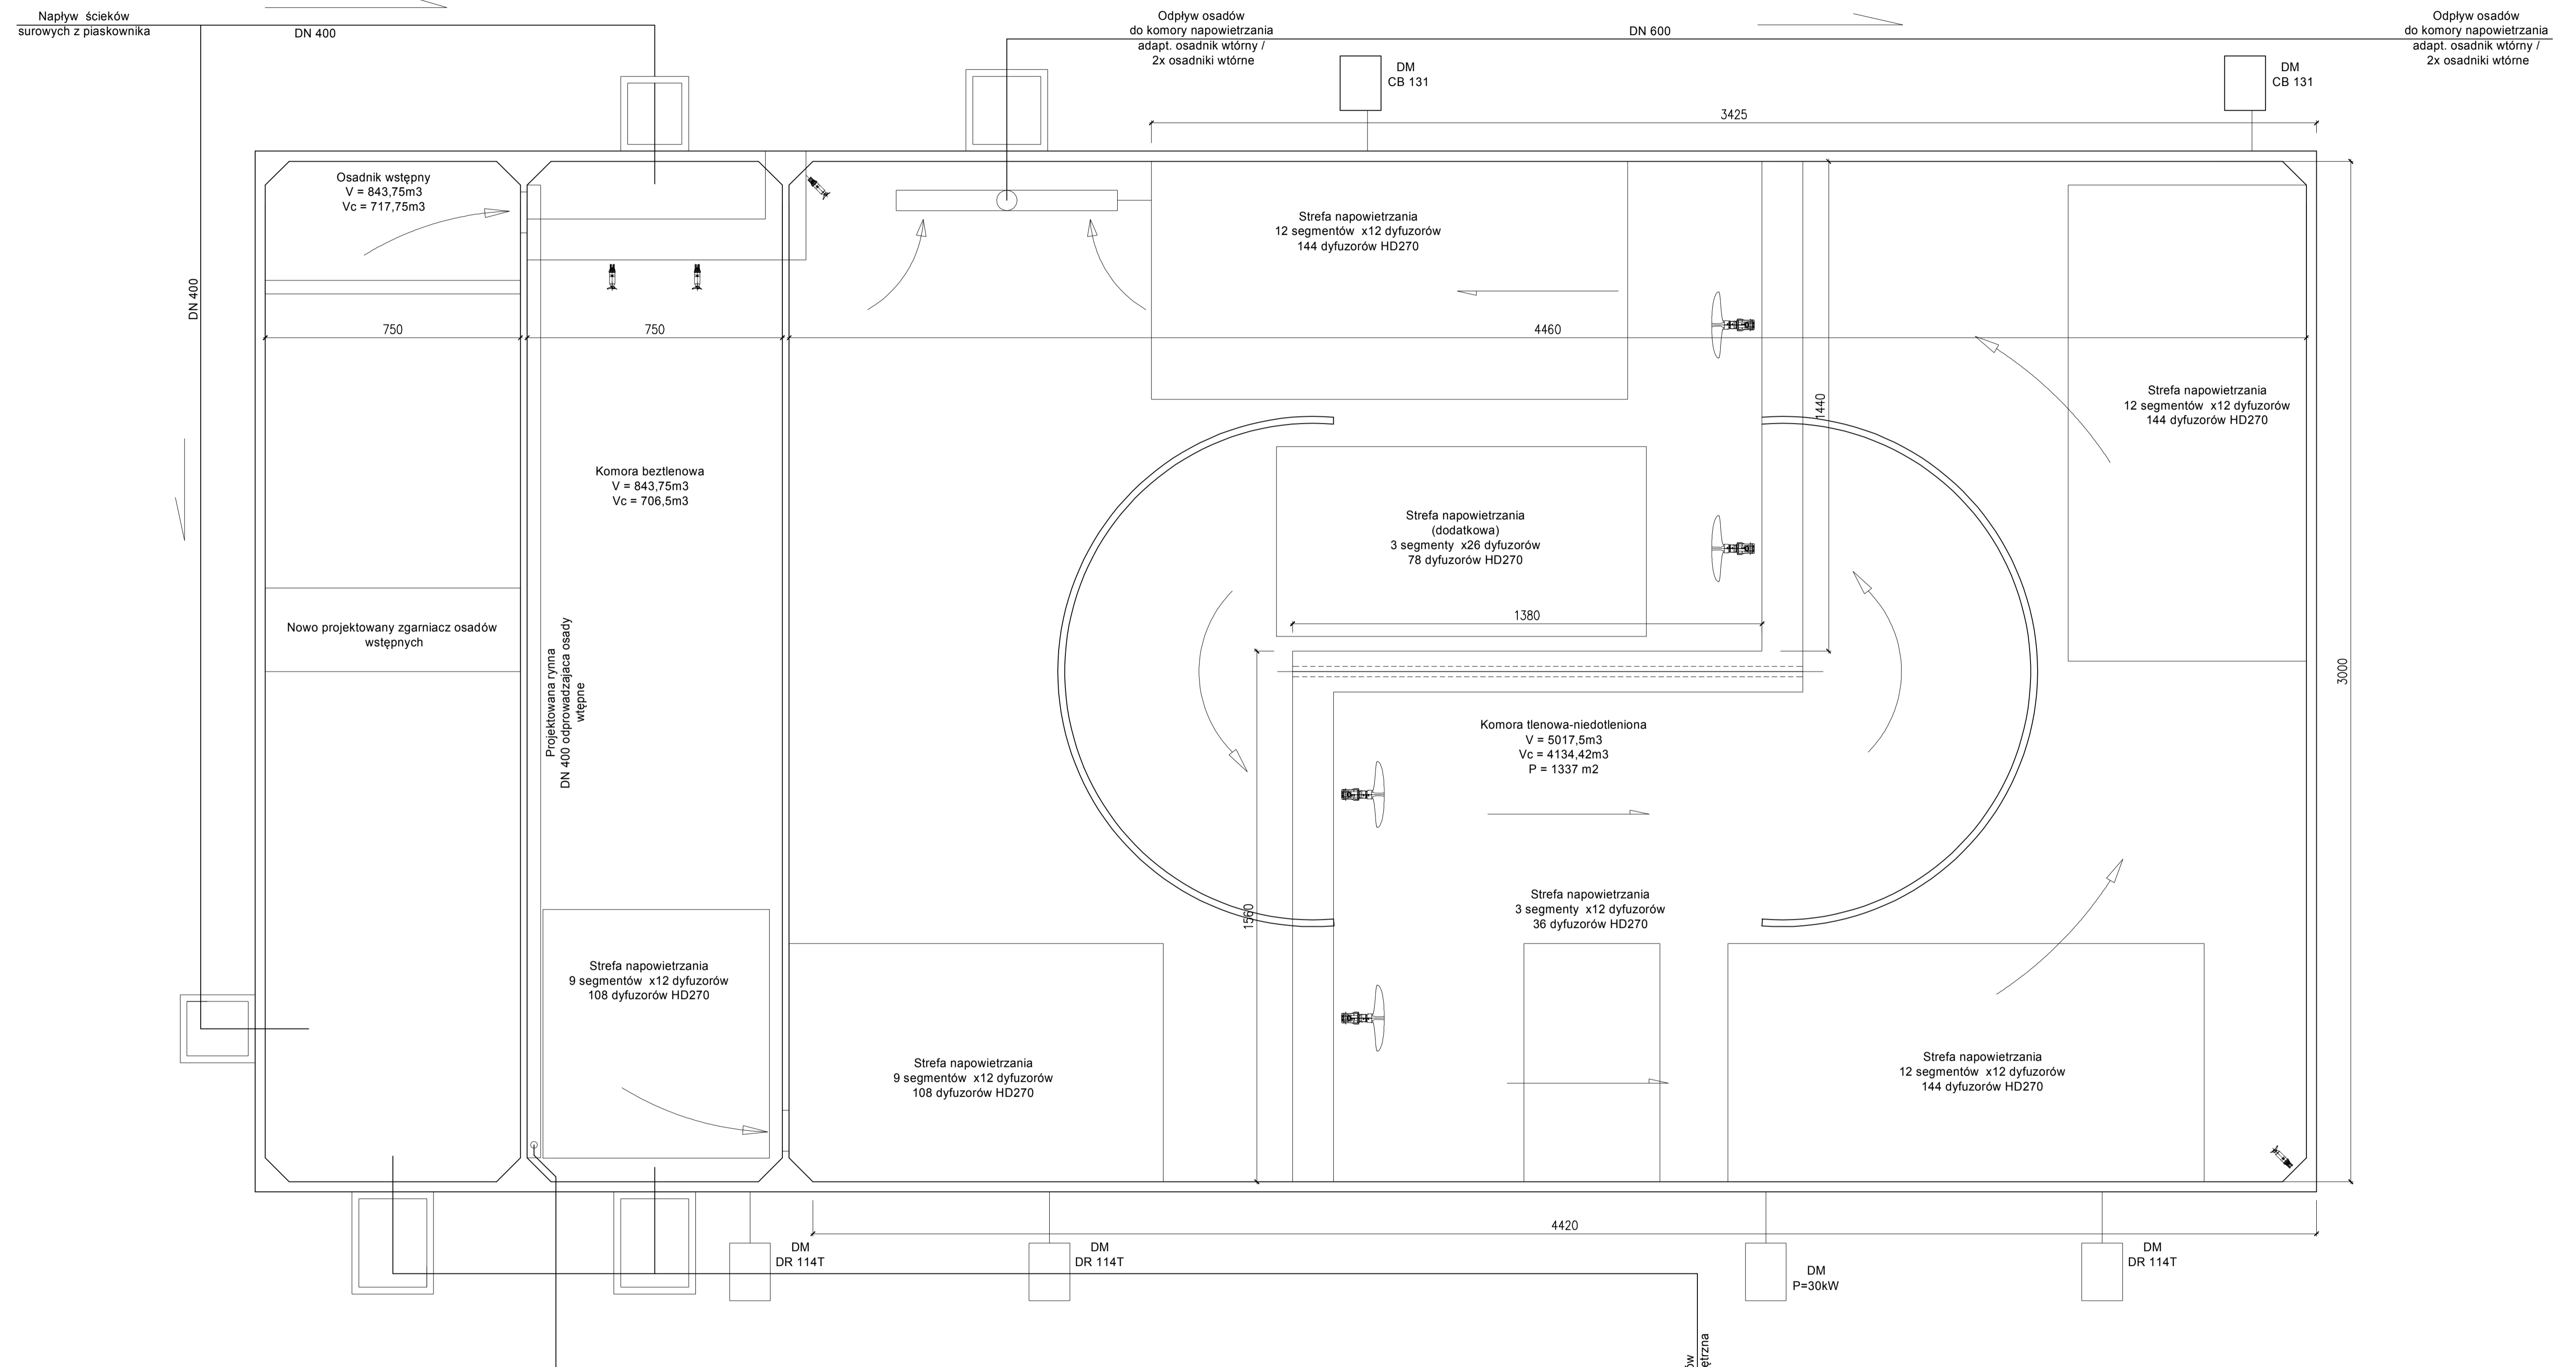 Napływ ścieków
surowych z piaskownika
DN 400
Odpływ osadów
do komory napowietrzania
adapt. osadnik wtórny /
2x osadniki wtórne
DN 600
Odpływ osadów
do komory napowietrzania
adapt. osadnik wtórny /
2x osadniki wtórne
DM
CB 131
DM
CB 131
3425
Osadnik wstępny
V = 843,75m3
Vc = 717,75m3
Strefa napowietrzania
12 segmentów x12 dyfuzorów
144 dyfuzorów HD270
DN 400
750
750
4460
1440
Strefa napowietrzania
12 segmentów x12 dyfuzorów
144 dyfuzorów HD270
Komora beztlenowa
V = 843,75m3
Vc = 706,5m3
Strefa napowietrzania
(dodatkowa)
3 segmenty x26 dyfuzorów
78 dyfuzorów HD270
1380
Nowo projektowany zgarniacz osadów
wstępnych
Projektowana rynna
DN 400 odprowadzajaca osady
wtępne
3000
Komora tlenowa-niedotleniona
V = 5017,5m3
Vc = 4134,42m3
P = 1337 m2
1560
Strefa napowietrzania
3 segmenty x12 dyfuzorów
36 dyfuzorów HD270
Strefa napowietrzania
9 segmentów x12 dyfuzorów
108 dyfuzorów HD270
Strefa napowietrzania
9 segmentów x12 dyfuzorów
108 dyfuzorów HD270
Strefa napowietrzania
12 segmentów x12 dyfuzorów
144 dyfuzorów HD270
4420
DM
DR 114T
DM
DR 114T
DM
P=30kW
DM
DR 114T